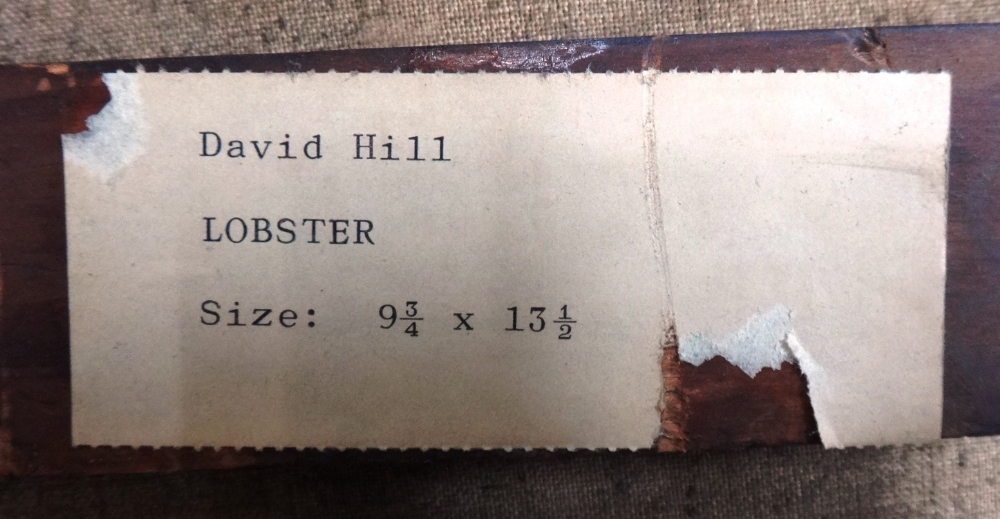 David Hill
LOBSTER
Size: 9¾ x 13½